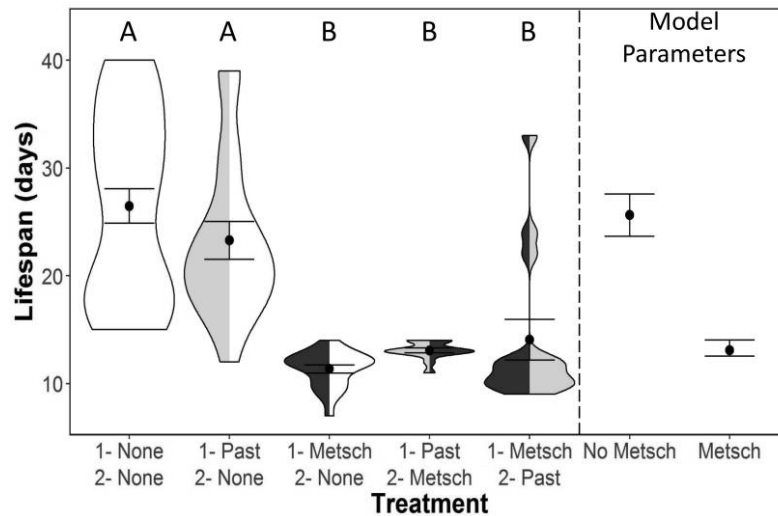 A A B B B
Model
Parameters
40
30
20
10
Lifespan (days)
1- None 1- Past 1- Metsch 1- Past 1- Metsch No Metsch Metsch
2- None 2- None 2- None 2- Metsch 2- Past
Treatment